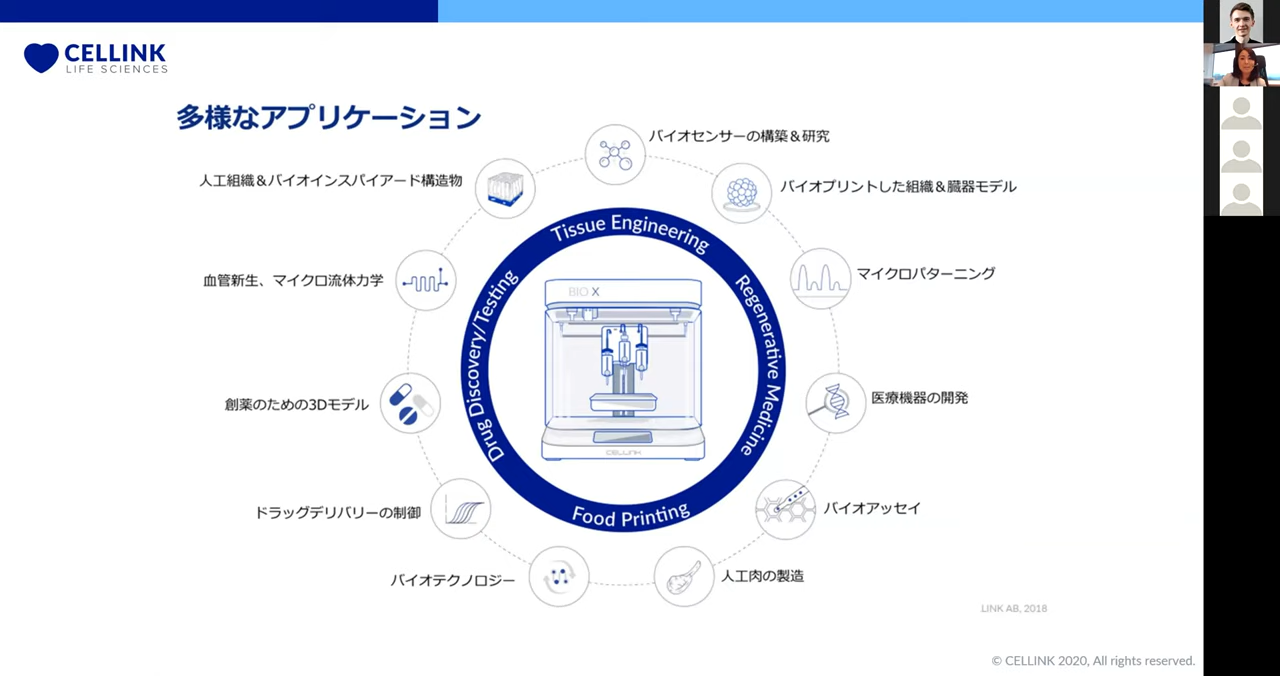 CELLINK
LIFE SCIENCES
多様なアプリケーション
バイオセンサーの構築＆研究
人工組織＆バイオインスパイアード構造物
バイオプリントした組織＆臓器モデル
Tissue Engineering
血管新生、マイクロ流体力学
マイクロパターニング
Drug Discovery/Testing
Regenerative Medicine
BIO X
創薬のための3Dモデル
医療機器の開発
CELLINK
ドラッグデリバリーの制御
バイオアッセイ
Food Printing
バイオテクノロジー
人工肉の製造
LINK AB, 2018
© CELLINK 2020, All rights reserved.